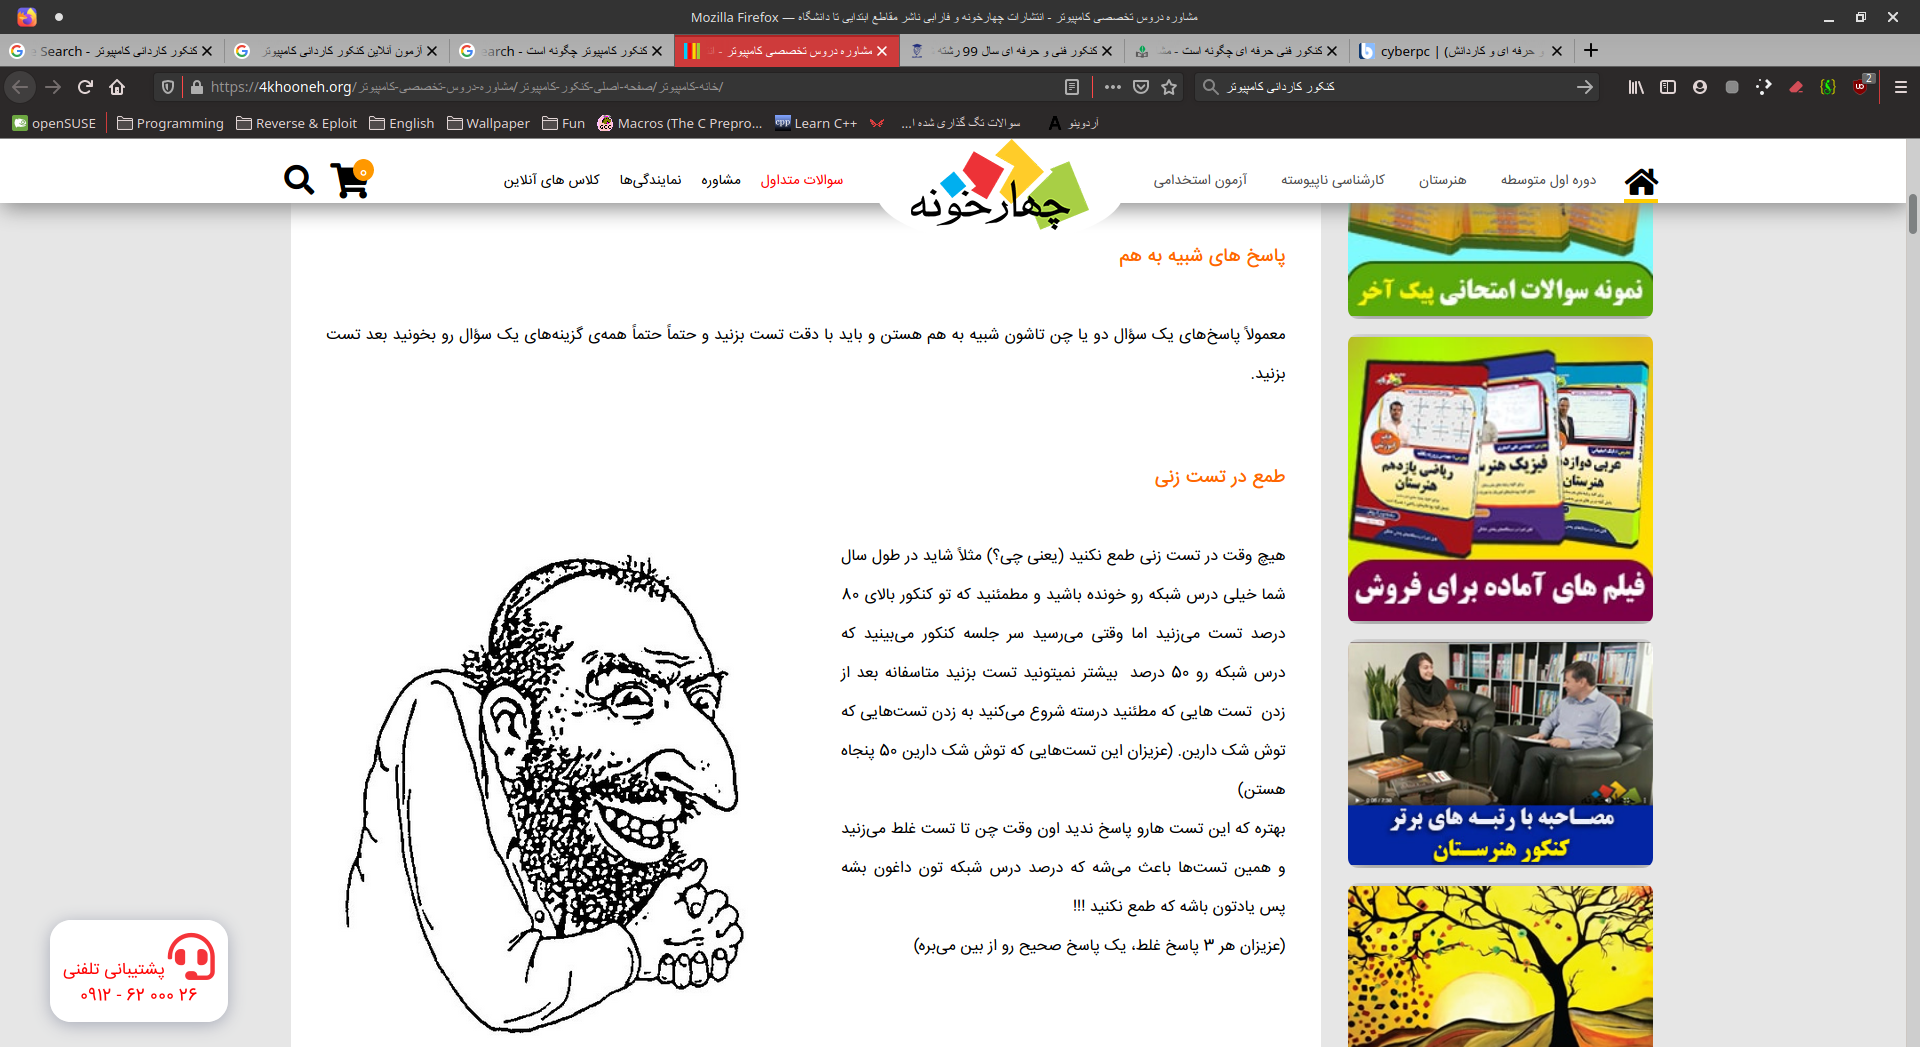 مشاوره دروس تخصصی کامپیوتر - انتشارات چهارخونه و فارابی ناشر مقاطع ابتدایی تا دانشگاه — Mozilla Firefox
کنکور کاردانی کامپیوتر - Search
آزمون آنلاین کنکور کاردانی کامپیوتر
کنکور کامپیوتر چگونه است - arch
مشاوره دروس تخصصی کامپیوتر -
کنکور فنی و حرفه ای سال 99 رشته
کنکور فنی حرفه ای چگونه است -
cyberpc | (و حرفه ای و کاردانش
https://4khooneh.org/خانه-کامپیوتر/صفحه-اصلی-کنکور-کامپیوتر/مشاوره-دروس-تخصصی-کامپیوتر/
کنکور کاردانی کامپیوتر
2
openSUSE
Programming
Reverse & Eploit
English
Wallpaper
Fun
Macros (The C Prepro...
Learn C++
سوالات تگ گذاری شده ا...
آردوینو
دوره اول متوسطه
هنرستان
کارشناسی ناپیوسته
آزمون استخدامی
چهارخونه
سوالات متداول
مشاوره
نمایندگی‌ها
کلاس های آنلاین
۰
پاسخ های شبیه به هم
معمولاً پاسخ‌های یک سؤال دو یا چن تاشون شبیه به هم هستن و باید با دقت تست بزنید و حتماً حتماً همه‌ی گزینه‌های یک سؤال رو بخونید بعد تست
بزنید.
طمع در تست زنی
هیچ وقت در تست زنی طمع نکنید (یعنی چی؟) مثلاً شاید در طول سال
شما خیلی درس شبکه رو خونده باشید و مطمئنید که تو کنکور بالای ۸۰
درصد تست می‌زنید اما وقتی می‌رسید سر جلسه کنکور می‌بینید که
درس شبکه رو ۵۰ درصد بیشتر نمیتونید تست بزنید متاسفانه بعد از
زدن تست هایی که مطئنید درسته شروع می‌کنید به زدن تست‌هایی که
توش شک دارین. (عزیزان این تست‌هایی که توش شک دارین ۵۰ پنجاه
هستن)
بهتره که این تست هارو پاسخ ندید اون وقت چن تا تست غلط می‌زنید
و همین تست‌ها باعث می‌شه که درصد درس شبکه تون داغون بشه
پس یادتون باشه که طمع نکنید !!!
(عزیزان هر ۳ پاسخ غلط، یک پاسخ صحیح رو از بین می‌بره)
نمونه سوالات امتحانی پیک آخر
ریاضی یازدهم
هنرستان
فیزیک هنر
عربی دوازد
هنرستان
فیلم های آماده برای فروش
مصاحبه با رتبه های برتر
کنکور هنرستان
پشتیبانی تلفنی
۰۹۱۲ - ۶۲ ۰۰۰ ۲۶